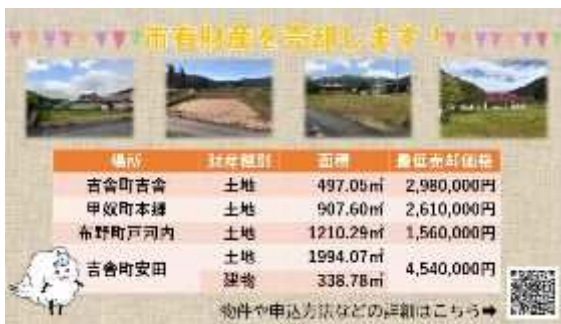 市有財産を売却します！
場所 財産種別 面積 最低売却価格
吉舎町吉舎 土地 497.05㎡ 2,980,000円
甲奴町本郷 土地 907.60㎡ 2,610,000円
布野町戸河内 土地 1210.29㎡ 1,560,000円
吉舎町安田 土地 1994.07㎡ 4,540,000円
建物 338.78㎡
物件や申込方法などの詳細はこちら➡